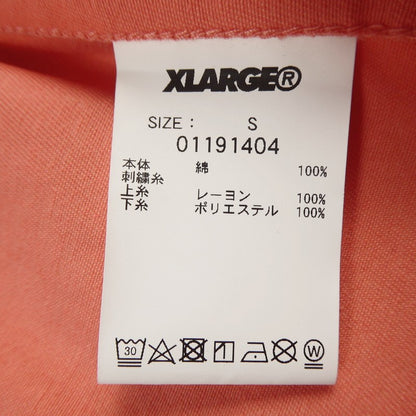 XLARGE®
SIZE : S
01191404
本体 綿 100%
刺繍糸
上糸 レーヨン 100%
下糸 ポリエステル 100%
30 W